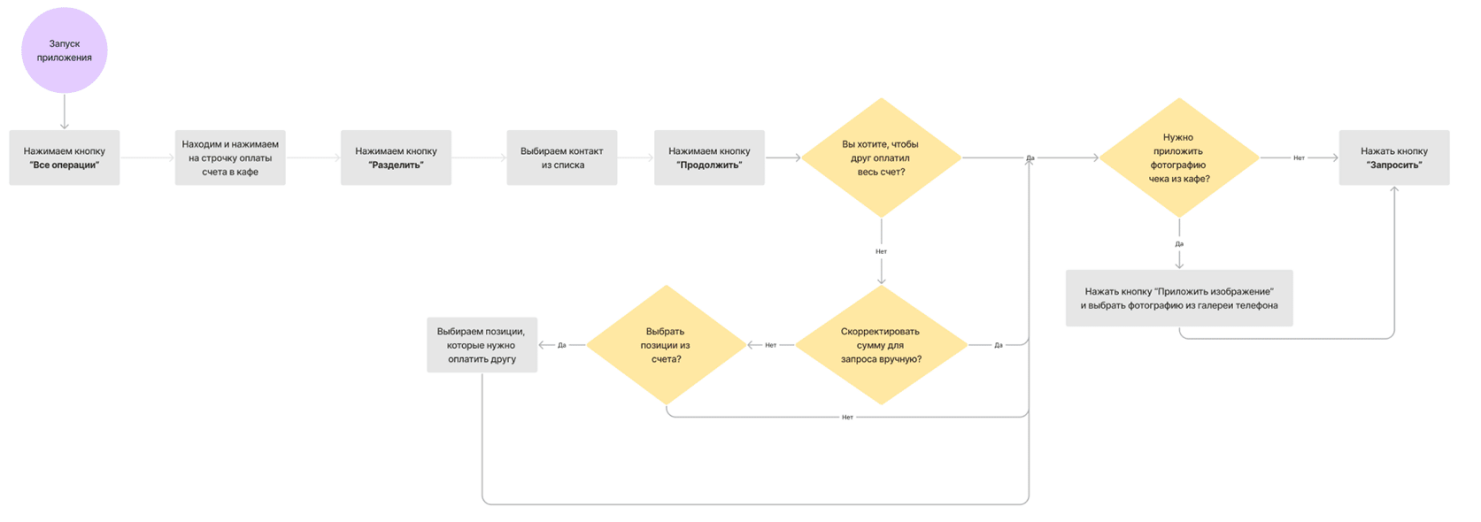 Запуск
приложения
Нажимаем кнопку
"Все операции"
Находим и нажимаем
на строчку оплаты
счета в кафе
Нажимаем кнопку
"Разделить"
Выбираем контакт
из списка
Нажимаем кнопку
"Продолжить"
Вы хотите, чтобы
друг оплатил
весь счет?
Да
Нужно
приложить
фотографию
чека из кафе?
Нет
Нажать кнопку
"Запросить"
Нет
Да
Нажать кнопку "Приложить изображение"
и выбрать фотографию из галереи телефона
Выбираем позиции,
которые нужно
оплатить другу
Да
Выбрать
позиции из
счета?
Нет
Скорректировать
сумму для
запроса вручную?
Да
Нет